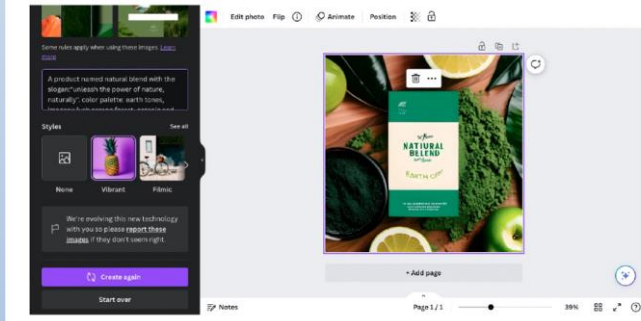 Edit photo Flip Animate Position
Some rules apply when using these images. Learn
more
A product named natural blend with the
slogan:"unleash the power of nature,
naturally". color palette: earth tones,
Styles See all
None Vibrant Filmic
We're evolving this new technology
with you so please report these
images if they don't seem right.
Create again
Start over
NATIURAL
BELEND
EARTH
+ Add page
Notes Page 1 / 1 39%